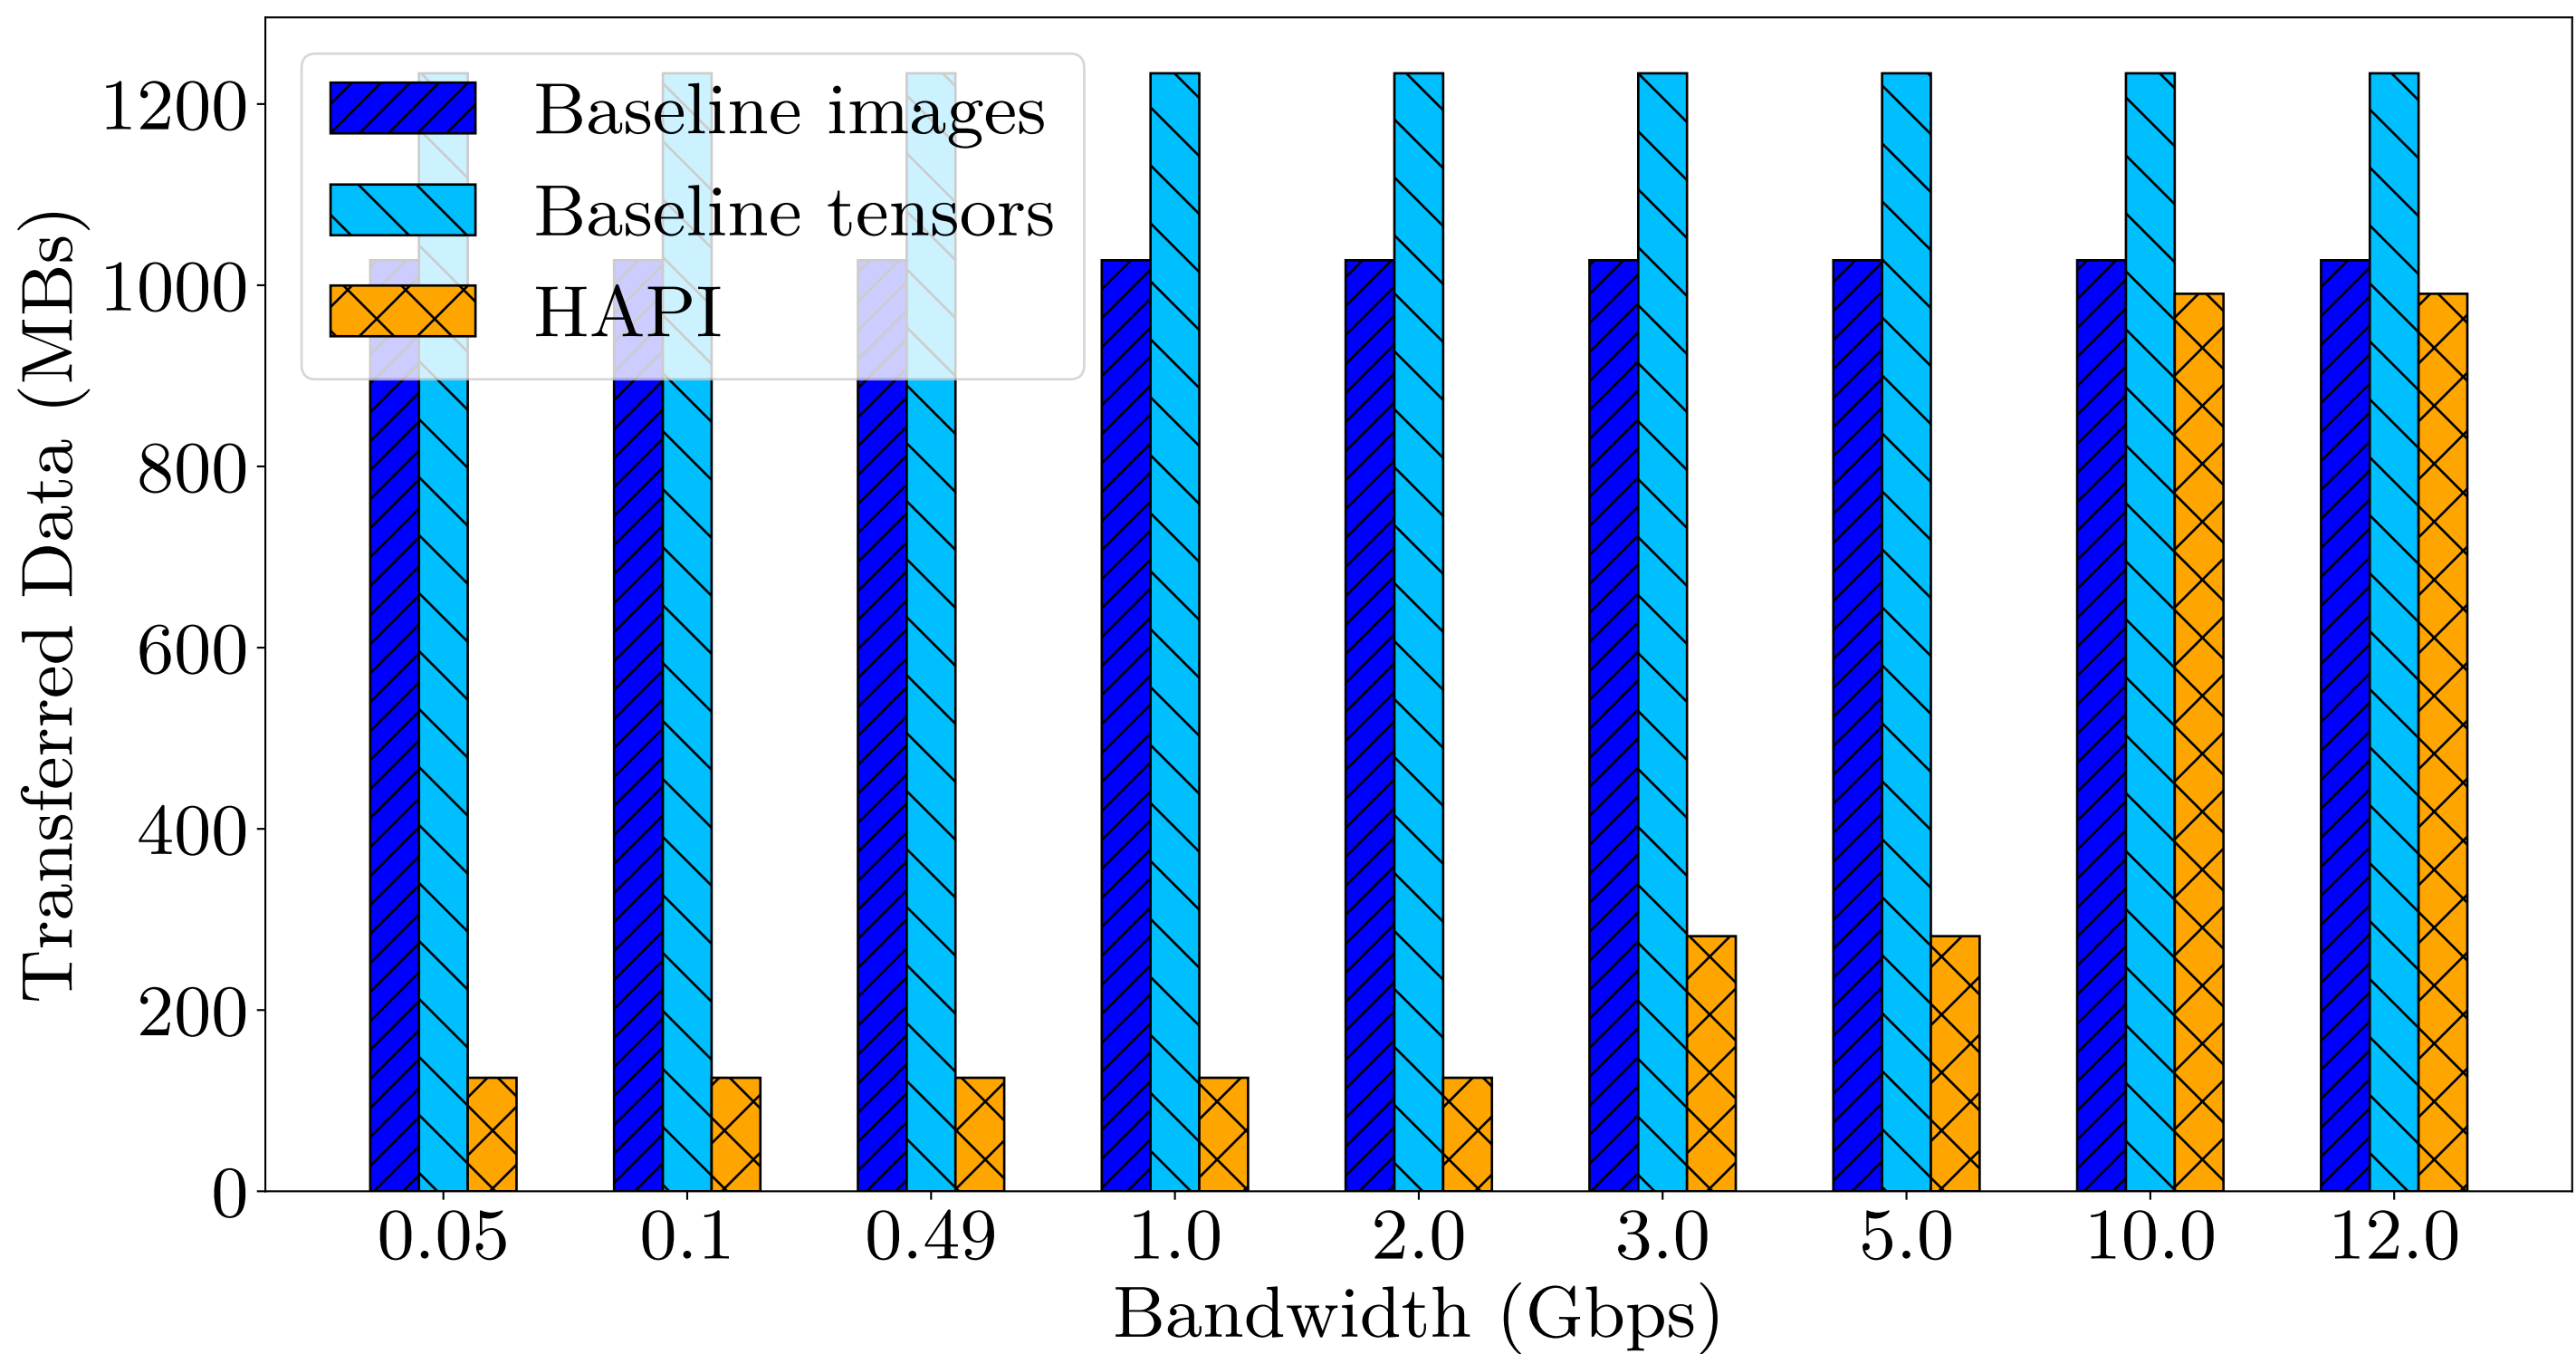 Baseline images
Baseline tensors
HAPI
Transferred Data (MBs)
1200
1000
800
600
400
200
0
0.05 0.1 0.49 1.0 2.0 3.0 5.0 10.0 12.0
Bandwidth (Gbps)